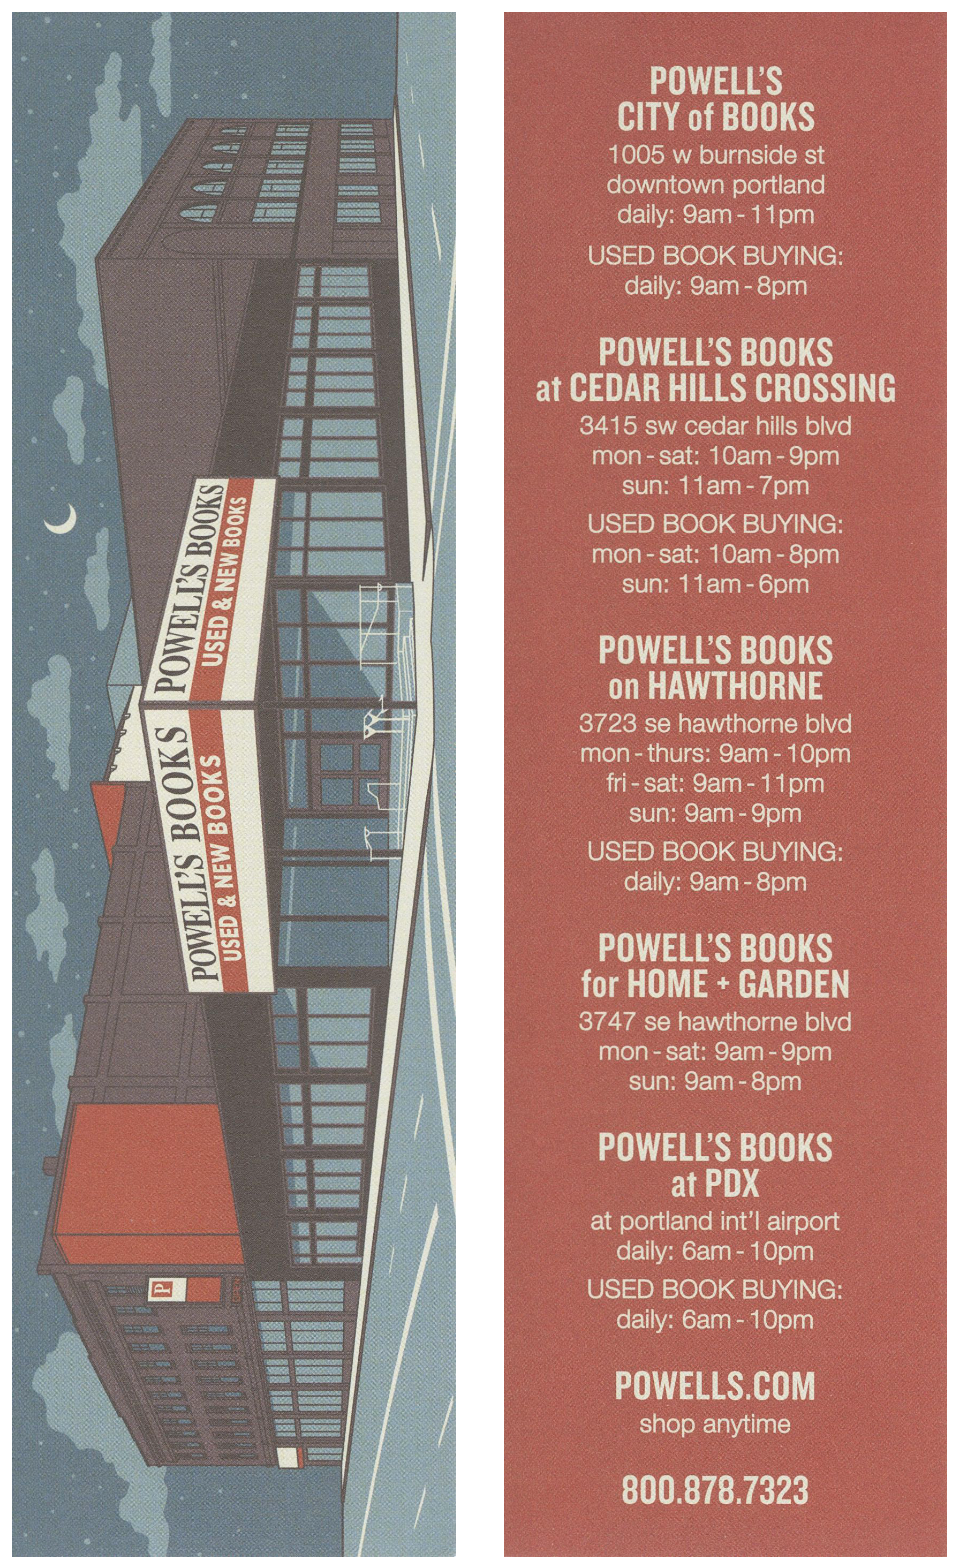 POWELL'S BOOKS
USED & NEW BOOKS
POWELL'S BOOKS
USED & NEW BOOKS
P
POWELL'S
CITY of BOOKS
1005 w burnside st
downtown portland
daily: 9am - 11pm
USED BOOK BUYING:
daily: 9am - 8pm
POWELL'S BOOKS
at CEDAR HILLS CROSSING
3415 sw cedar hills blvd
mon - sat: 10am - 9pm
sun: 11am - 7pm
USED BOOK BUYING:
mon - sat: 10am - 8pm
sun: 11am - 6pm
POWELL'S BOOKS
on HAWTHORNE
3723 se hawthorne blvd
mon - thurs: 9am - 10pm
fri - sat: 9am - 11pm
sun: 9am - 9pm
USED BOOK BUYING:
daily: 9am - 8pm
POWELL'S BOOKS
for HOME + GARDEN
3747 se hawthorne blvd
mon - sat: 9am - 9pm
sun: 9am - 8pm
POWELL'S BOOKS
at PDX
at portland int'l airport
daily: 6am - 10pm
USED BOOK BUYING:
daily: 6am - 10pm
POWELLS.COM
shop anytime
800.878.7323